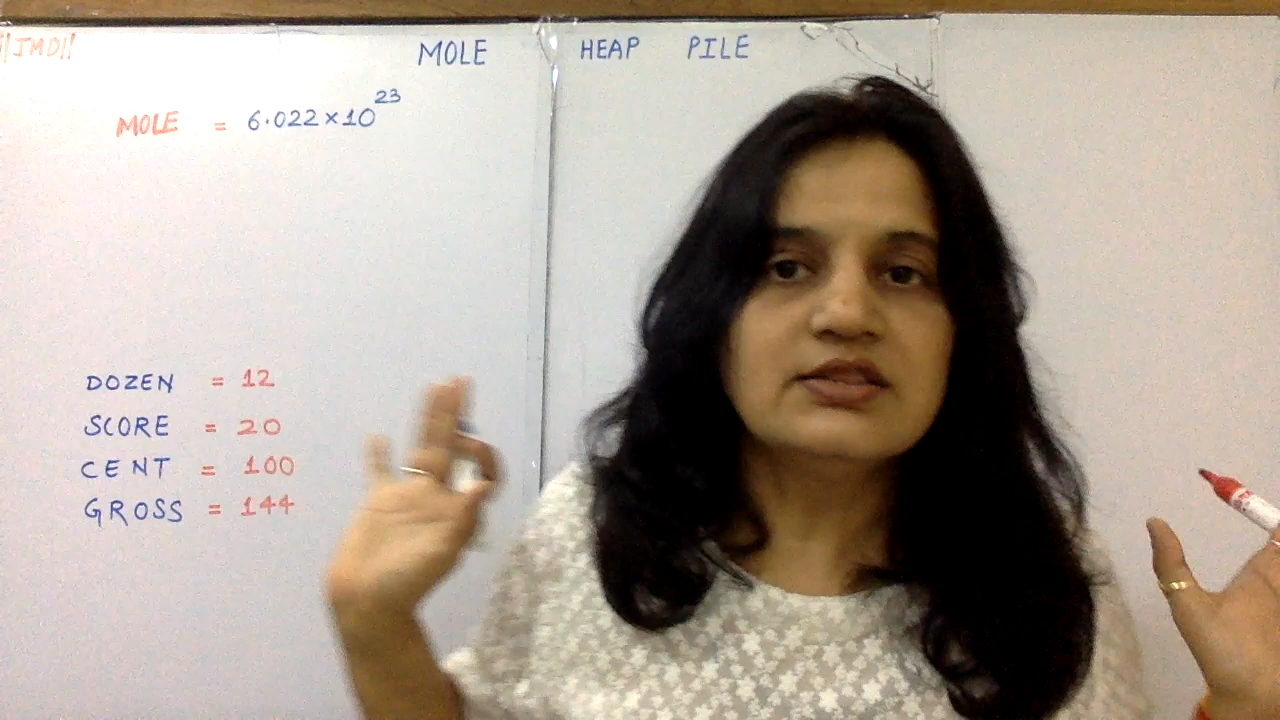 ||JMD||
MOLE HEAP PILE
MOLE = 6.022 × 10^23
DOZEN = 12
SCORE = 20
CENT = 100
GROSS = 144